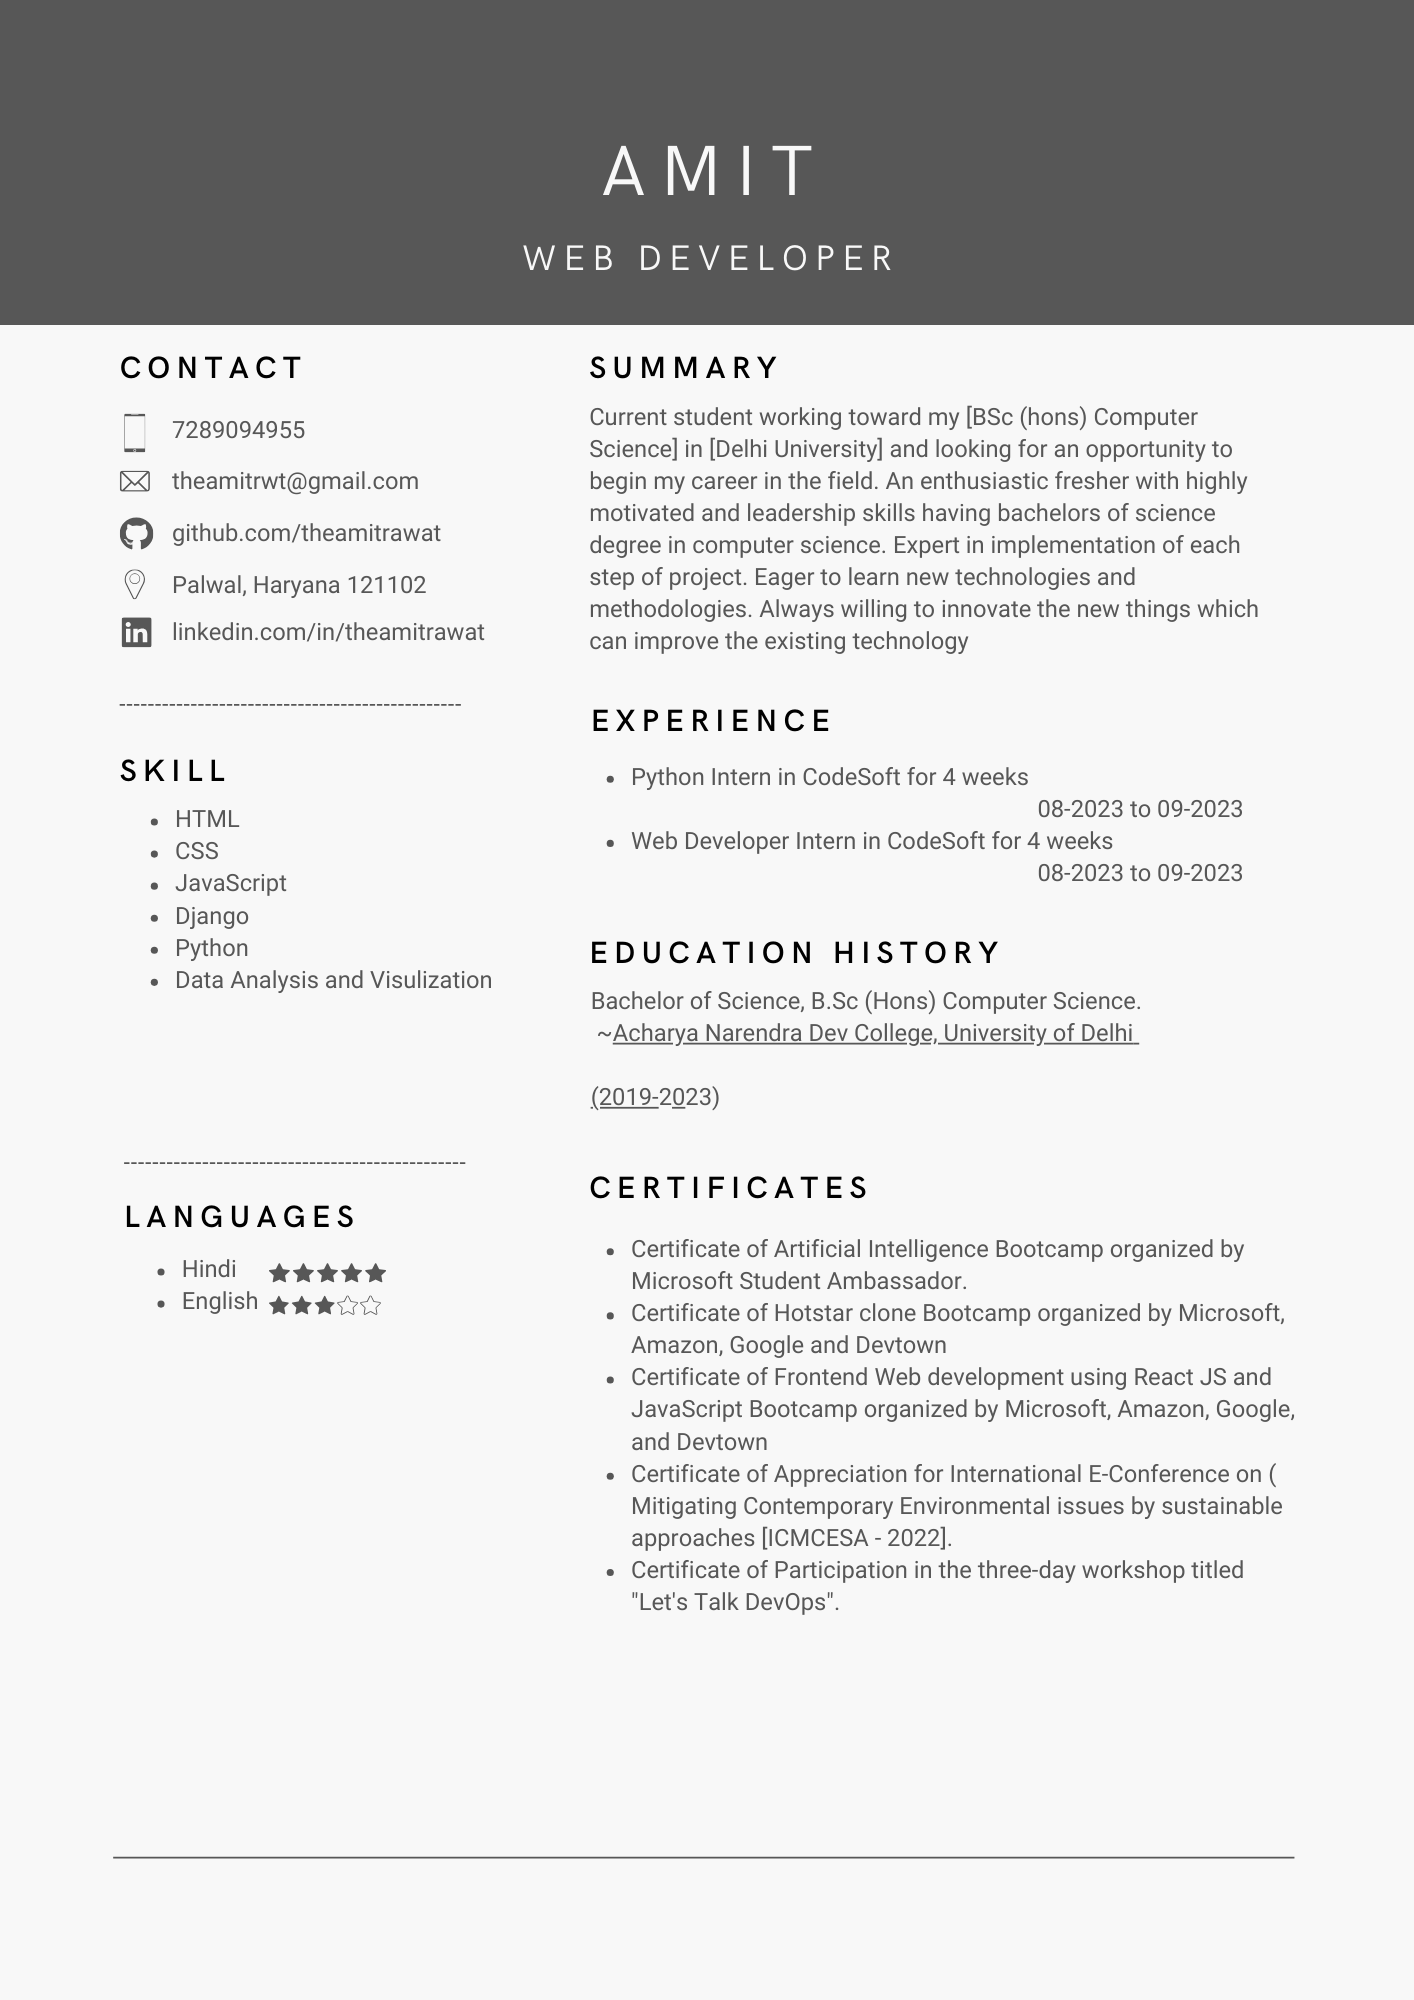 AMIT
WEB DEVELOPER
CONTACT
7289094955
theamitrwt@gmail.com
github.com/theamitrawat
Palwal, Haryana 121102
linkedin.com/in/theamitrawat
------------------------------------------------
SKILL
• HTML
• CSS
• JavaScript
• Django
• Python
• Data Analysis and Visulization
------------------------------------------------
LANGUAGES
• Hindi ★★★★★
• English ★★★☆☆
SUMMARY
Current student working toward my [BSc (hons) Computer
Science] in [Delhi University] and looking for an opportunity to
begin my career in the field. An enthusiastic fresher with highly
motivated and leadership skills having bachelors of science
degree in computer science. Expert in implementation of each
step of project. Eager to learn new technologies and
methodologies. Always willing to innovate the new things which
can improve the existing technology
EXPERIENCE
• Python Intern in CodeSoft for 4 weeks
08-2023 to 09-2023
• Web Developer Intern in CodeSoft for 4 weeks
08-2023 to 09-2023
EDUCATION HISTORY
Bachelor of Science, B.Sc (Hons) Computer Science.
~Acharya Narendra Dev College, University of Delhi
(2019-2023)
CERTIFICATES
• Certificate of Artificial Intelligence Bootcamp organized by
Microsoft Student Ambassador.
• Certificate of Hotstar clone Bootcamp organized by Microsoft,
Amazon, Google and Devtown
• Certificate of Frontend Web development using React JS and
JavaScript Bootcamp organized by Microsoft, Amazon, Google,
and Devtown
• Certificate of Appreciation for International E-Conference on (
Mitigating Contemporary Environmental issues by sustainable
approaches [ICMCESA - 2022].
• Certificate of Participation in the three-day workshop titled
"Let's Talk DevOps".